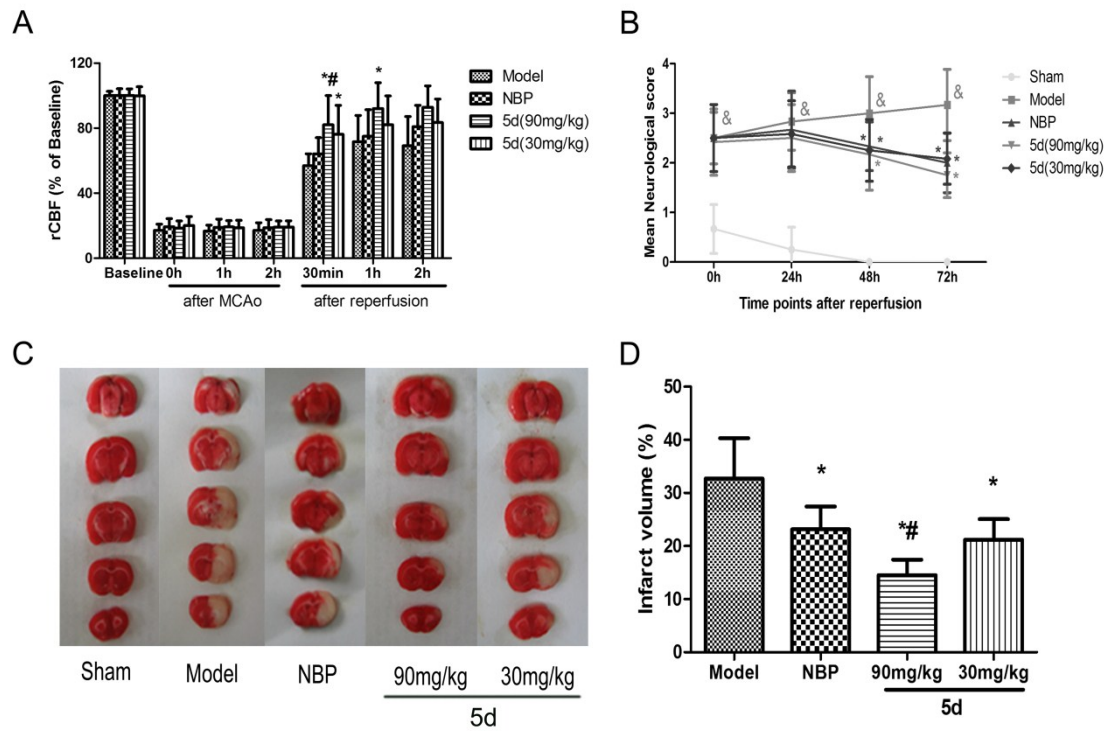 A
rCBF (% of Baseline)
120
80
40
0
*#
*
*
Baseline 0h 1h 2h 30min 1h 2h
after MCAo after reperfusion
Model
NBP
5d(90mg/kg)
5d(30mg/kg)
B
Mean Neurological score
4
3
2
1
0
& & & &
* * *
* * *
0h 24h 48h 72h
Time points after reperfusion
Sham
Model
NBP
5d(90mg/kg)
5d(30mg/kg)
C
Sham Model NBP 90mg/kg 30mg/kg
5d
D
Infarct volume (%)
50
40
30
20
10
0
*
*#
*
Model NBP 90mg/kg 30mg/kg
5d